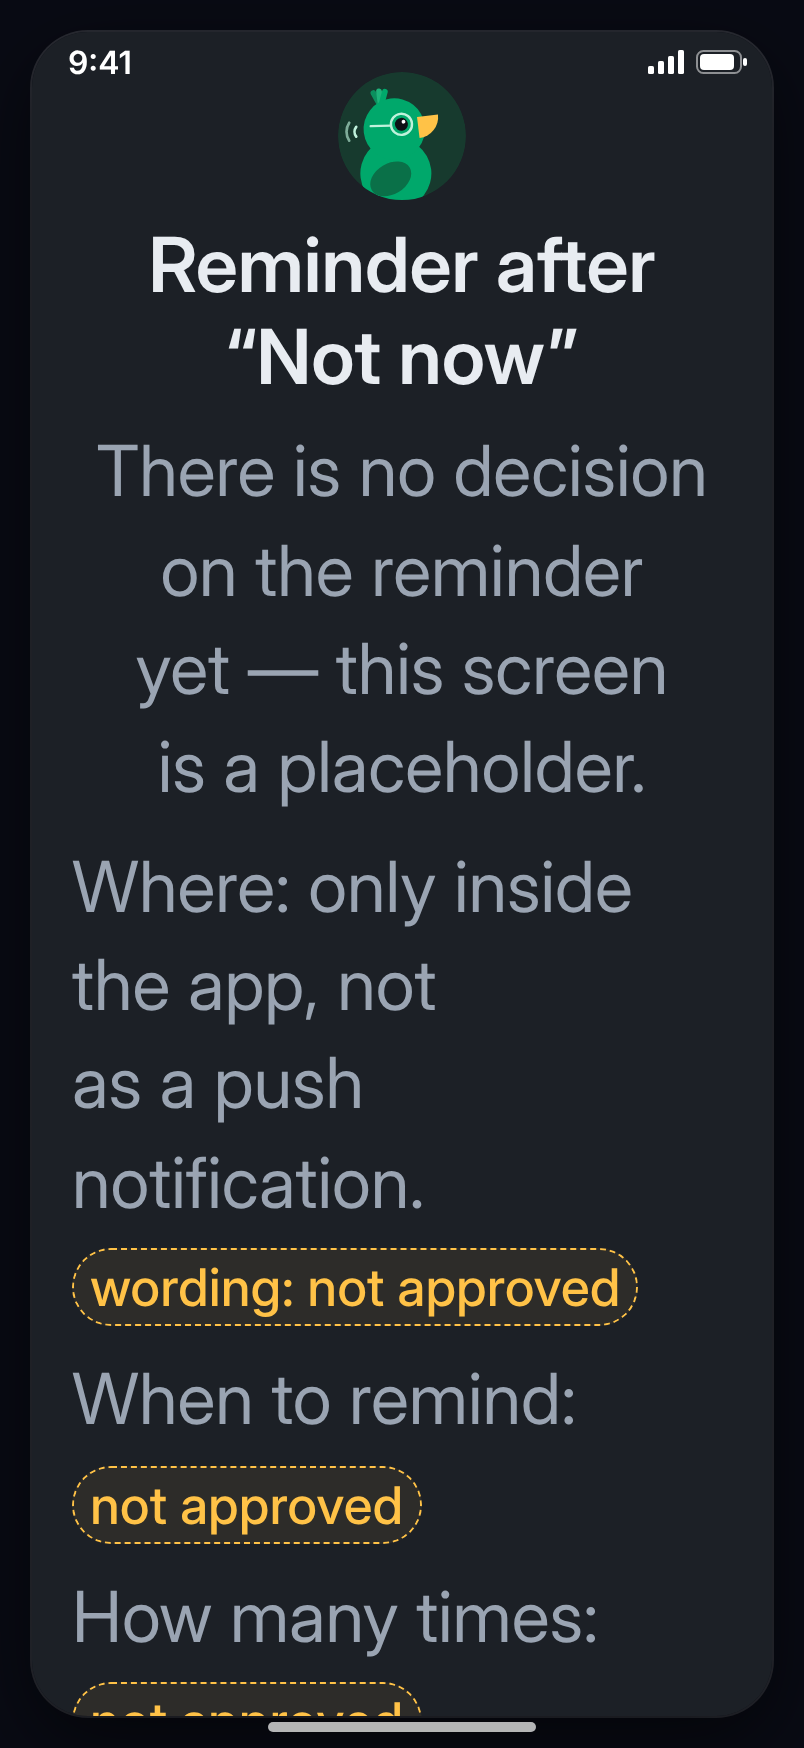 9:41
Reminder after
“Not now”
There is no decision
on the reminder
yet — this screen
is a placeholder.
Where: only inside
the app, not
as a push
notification.
wording: not approved
When to remind:
not approved
How many times:
not approved